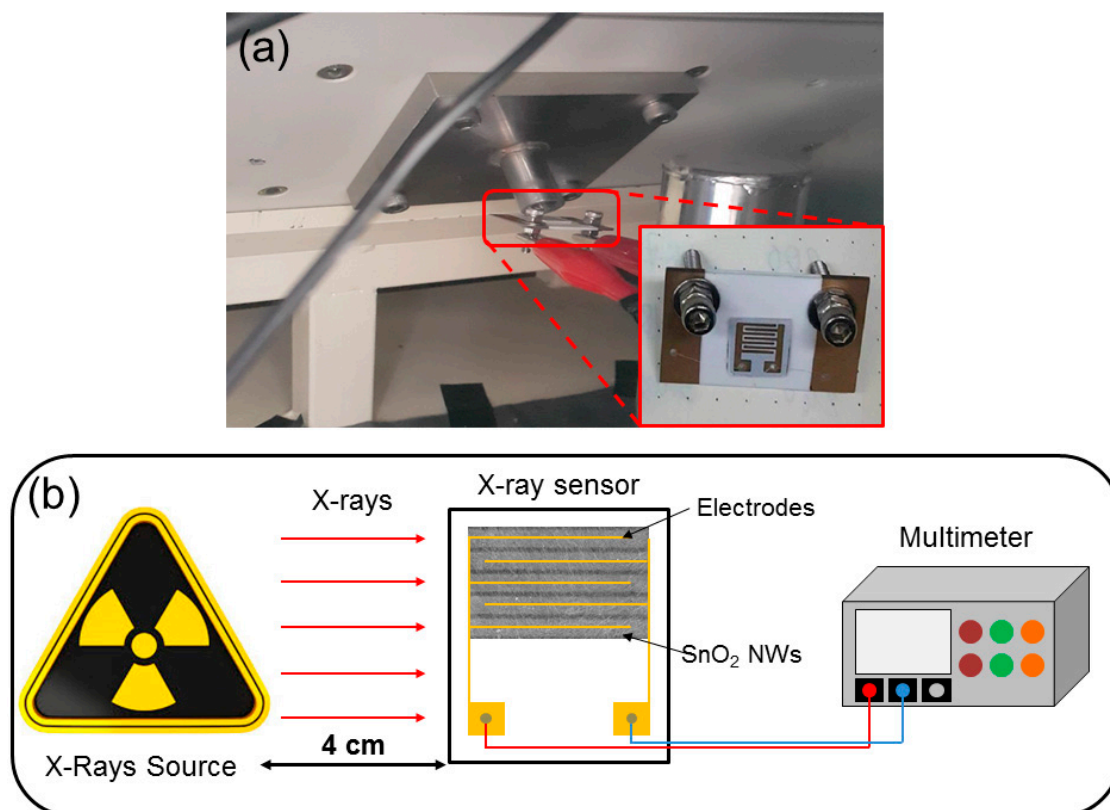 (a)
(b)
X-rays
X-ray sensor
Electrodes
Multimeter
SnO₂ NWs
4 cm
X-Rays Source